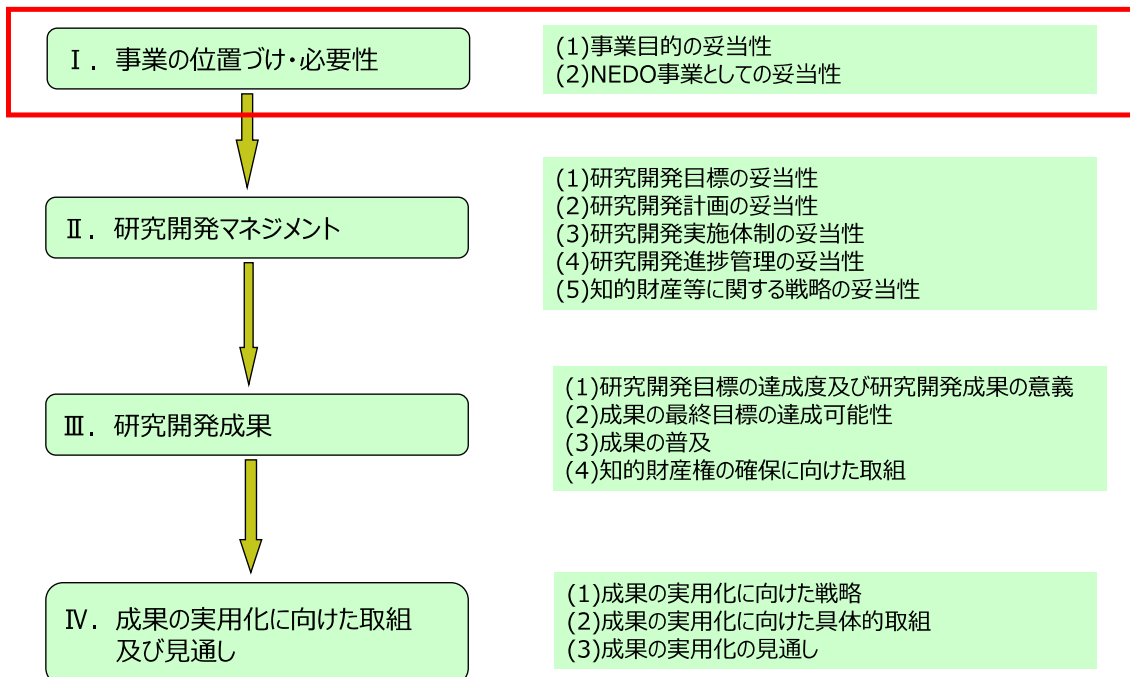 Ⅰ．事業の位置づけ・必要性
(1)事業目的の妥当性
(2)NEDO事業としての妥当性
Ⅱ．研究開発マネジメント
(1)研究開発目標の妥当性
(2)研究開発計画の妥当性
(3)研究開発実施体制の妥当性
(4)研究開発進捗管理の妥当性
(5)知的財産等に関する戦略の妥当性
Ⅲ．研究開発成果
(1)研究開発目標の達成度及び研究開発成果の意義
(2)成果の最終目標の達成可能性
(3)成果の普及
(4)知的財産権の確保に向けた取組
Ⅳ．成果の実用化に向けた取組
及び見通し
(1)成果の実用化に向けた戦略
(2)成果の実用化に向けた具体的取組
(3)成果の実用化の見通し